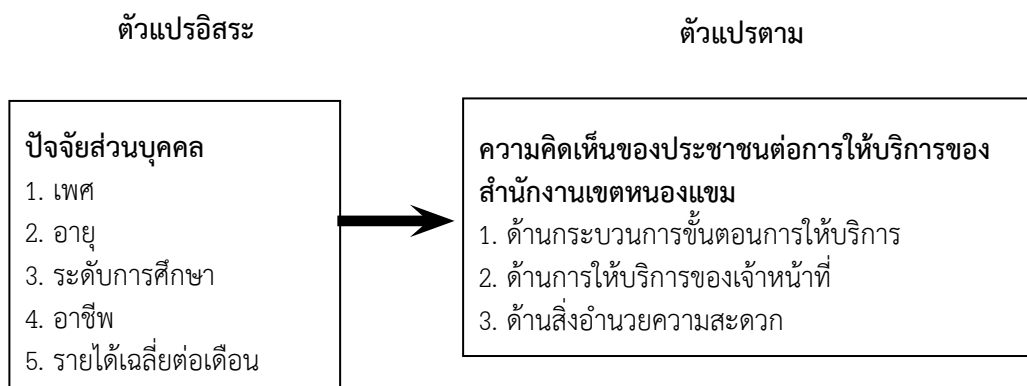 ตัวแปรอิสระ
ตัวแปรตาม
ปัจจัยส่วนบุคคล
1. เพศ
2. อายุ
3. ระดับการศึกษา
4. อาชีพ
5. รายได้เฉลี่ยต่อเดือน
ความคิดเห็นของประชาชนต่อการให้บริการของ
สำนักงานเขตหนองแขม
1. ด้านกระบวนการขั้นตอนการให้บริการ
2. ด้านการให้บริการของเจ้าหน้าที่
3. ด้านสิ่งอำนวยความสะดวก